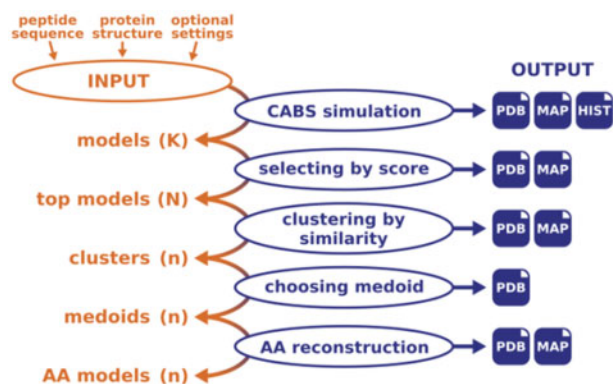 peptide sequence
protein structure
optional settings
INPUT
OUTPUT
CABS simulation
PDB MAP HIST
models (K)
selecting by score
PDB MAP
top models (N)
clustering by
similarity
PDB MAP
clusters (n)
choosing medoid
PDB
medoids (n)
AA reconstruction
PDB MAP
AA models (n)